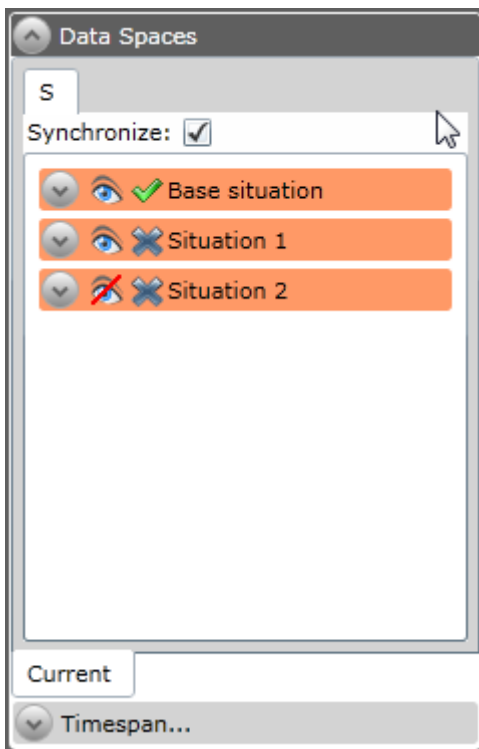 Data Spaces
S
Synchronize:
Base situation
Situation 1
Situation 2
Current
Timespan...